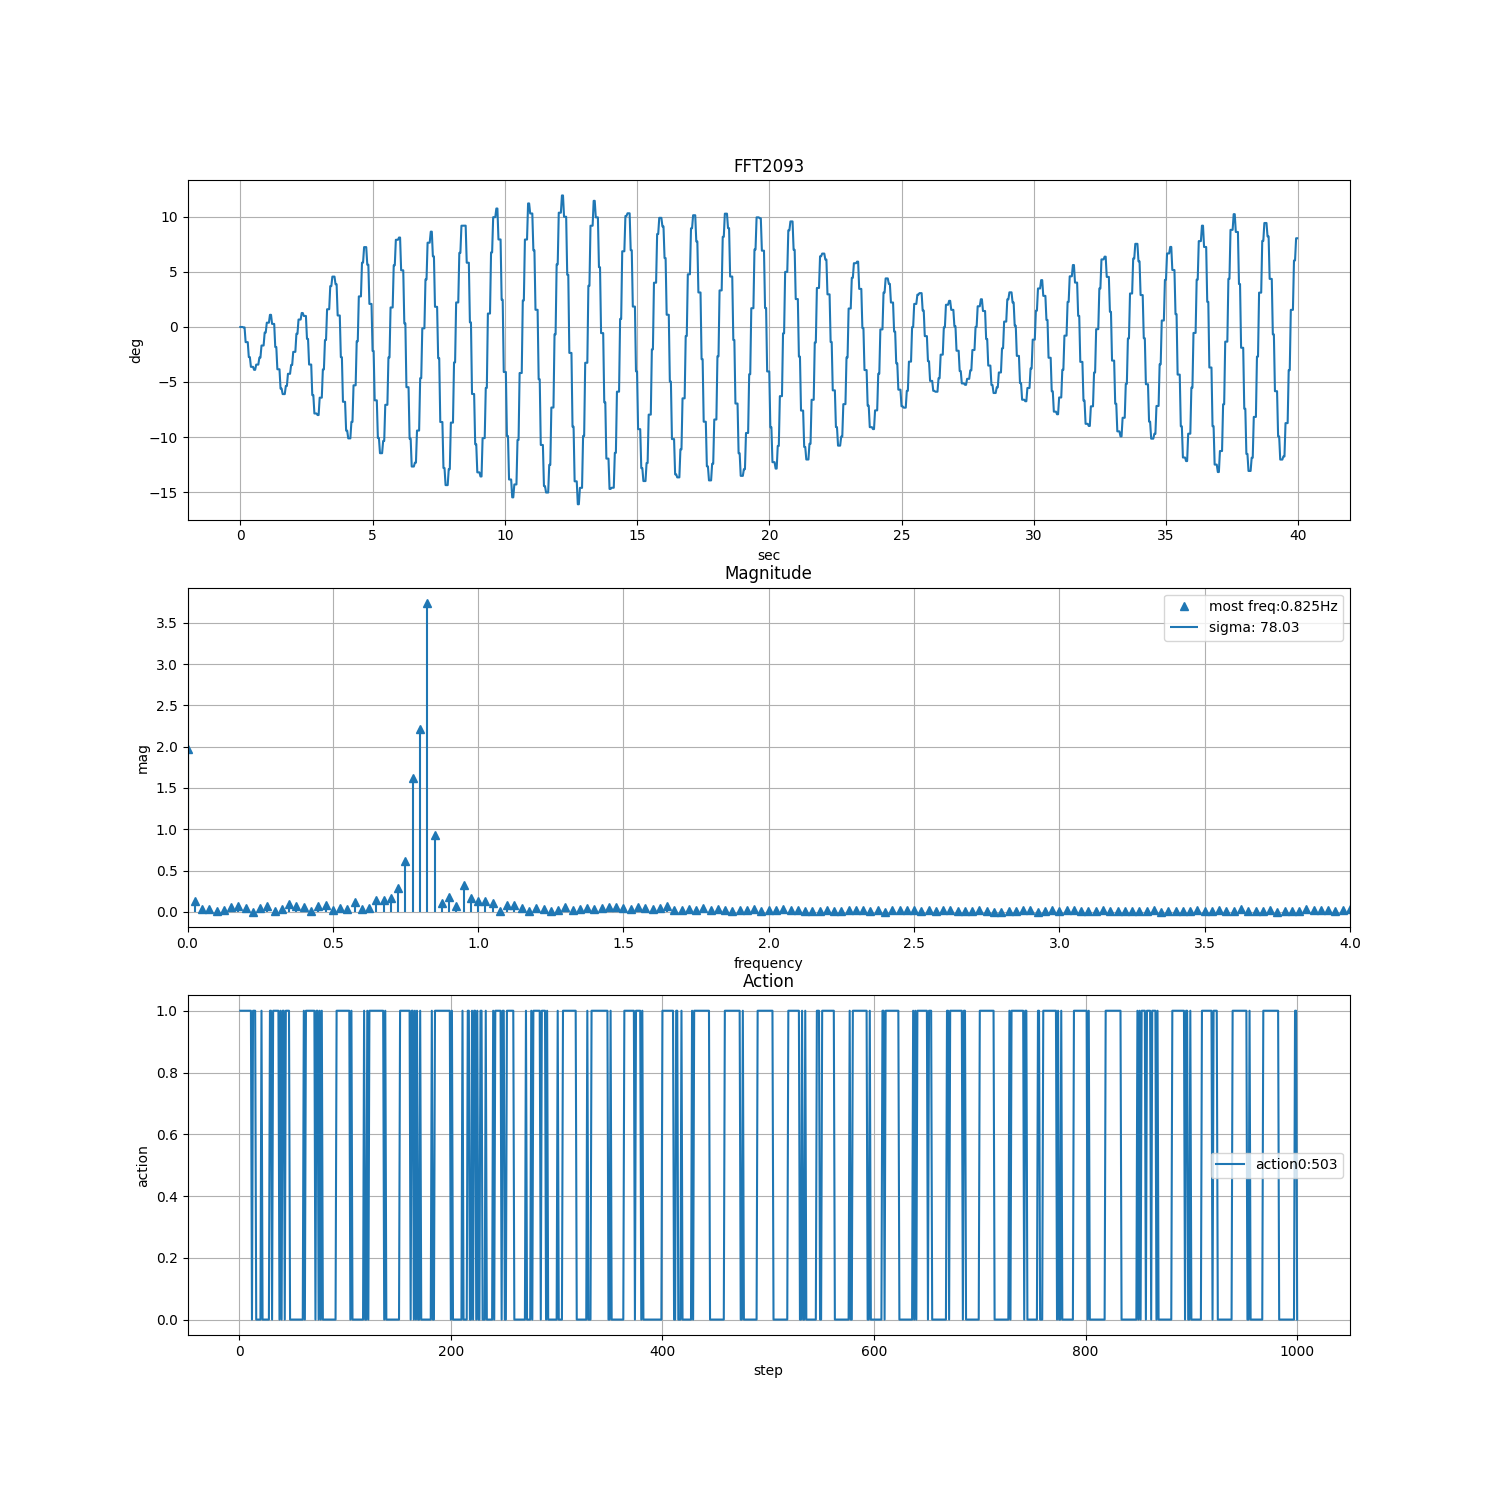 FFT2093
10
5
0
−5
−10
−15
deg
0 5 10 15 20 25 30 35 40
sec
Magnitude
most freq:0.825Hz
sigma: 78.03
3.5
3.0
2.5
2.0
1.5
1.0
0.5
0.0
mag
0.0 0.5 1.0 1.5 2.0 2.5 3.0 3.5 4.0
frequency
Action
1.0
0.8
0.6
0.4
0.2
0.0
action
action0:503
0 200 400 600 800 1000
step